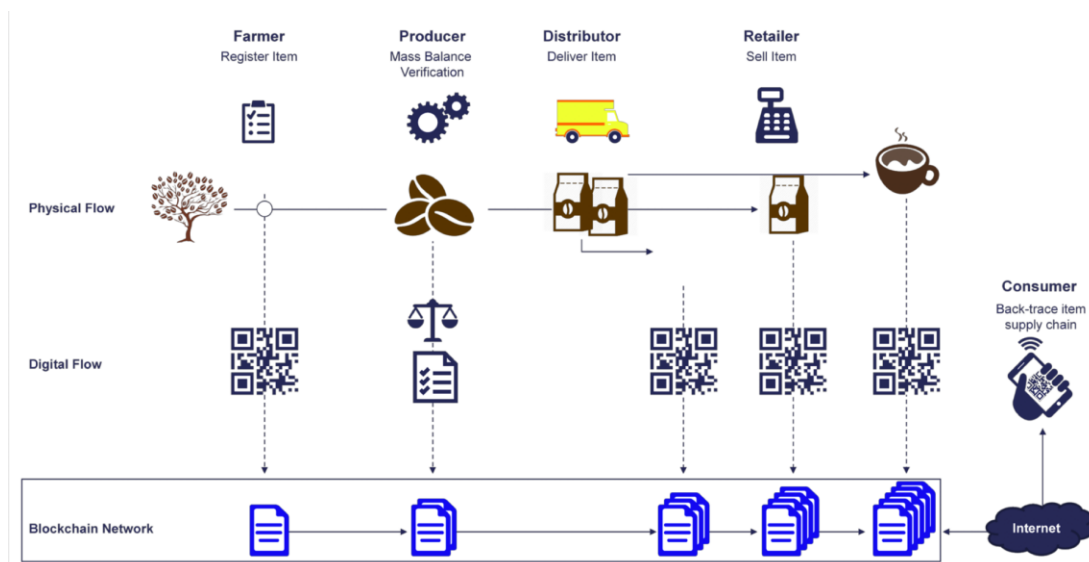 Farmer
Register Item
Producer
Mass Balance
Verification
Distributor
Deliver Item
Retailer
Sell Item
Physical Flow
Consumer
Back-trace item
supply chain
Digital Flow
Blockchain Network
Internet